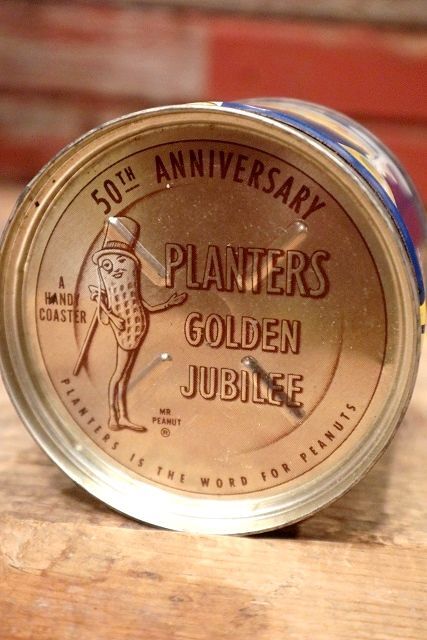 50TH ANNIVERSARY
PLANTERS
GOLDEN
JUBILEE
A
HANDY
COASTER
MR
PEANUT
®
PLANTERS IS THE WORD FOR PEANUTS